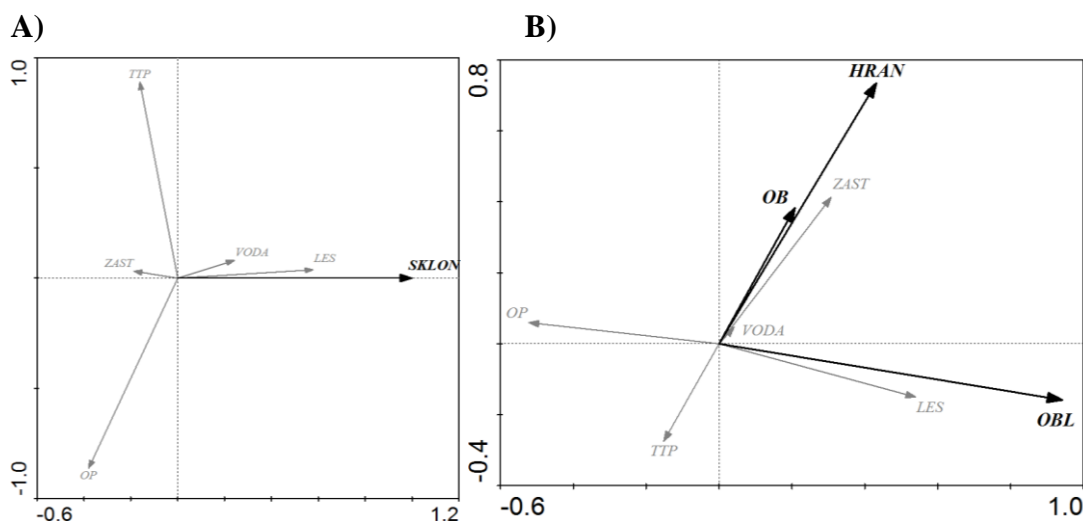 A)
B)
1.0
TTP
ZAST
VODA
LES
SKLON
OP
-1.0
-0.6
1.2
0.8
HRAN
OB
ZAST
OP
VODA
LES
OBL
TTP
-0.4
-0.6
1.0